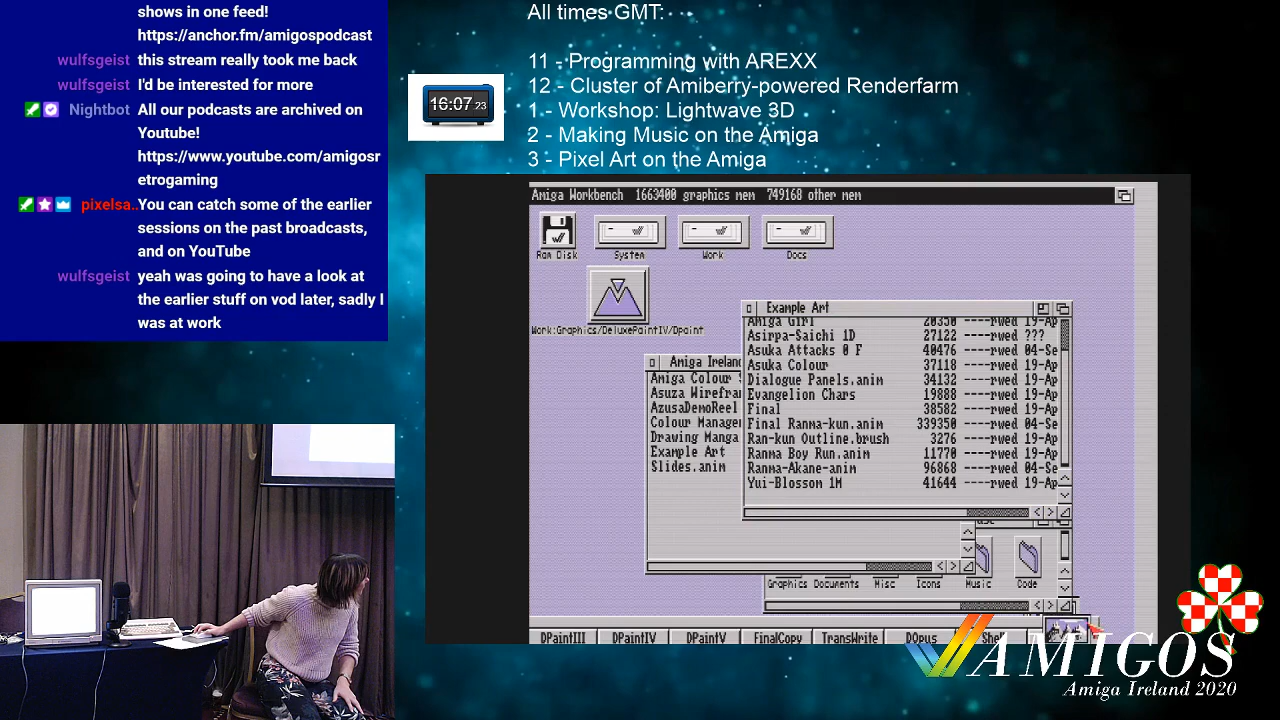 shows in one feed!
https://anchor.fm/amigospodcast
wulfsgeist this stream really took me back
wulfsgeist I'd be interested for more
Nightbot All our podcasts are archived on
Youtube!
https://www.youtube.com/amigosr
etrogaming
pixelsa.. You can catch some of the earlier
sessions on the past broadcasts,
and on YouTube
wulfsgeist yeah was going to have a look at
the earlier stuff on vod later, sadly I
was at work
All times GMT:
11 - Programming with AREXX
12 - Cluster of Amiberry-powered Renderfarm
1 - Workshop: Lightwave 3D
2 - Making Music on the Amiga
3 - Pixel Art on the Amiga
16:07 23
Amiga Workbench 1663400 graphics mem 749168 other mem
Ram Disk System Work Docs
Work:Graphics/DeluxePaintIV/Dpaint
Example Art
Amiga Girl 20350 ----rwed 19-Ap
Asirpa-Saichi 1D 27122 ----rwed ???
Asuka Attacks 0 F 40476 ----rwed 04-Se
Asuka Colour 37118 ----rwed 19-Ap
Dialogue Panels.anim 34132 ----rwed 19-Ap
Evangelion Chars 19888 ----rwed 19-Ap
Final 38582 ----rwed 19-Ap
Final Ranma-kun.anim 339350 ----rwed 04-Se
Ran-kun Outline.brush 3276 ----rwed 19-Ap
Ranma Boy Run.anim 11770 ----rwed 19-Ap
Ranma-Akane-anim 96868 ----rwed 04-Se
Yui-Blossom 1M 41644 ----rwed 19-Ap
Amiga Ireland
Amiga Colour S
Asuza Wirefra
AzusaDemoReel
Colour Manager
Drawing Manga
Example Art
Slides.anim
Graphics Documents Misc Icons Music Code
DPaintIII DPaintIV DPaintV FinalCopy TransWrite DOpus Shell
AMIGOS
Amiga Ireland 2020